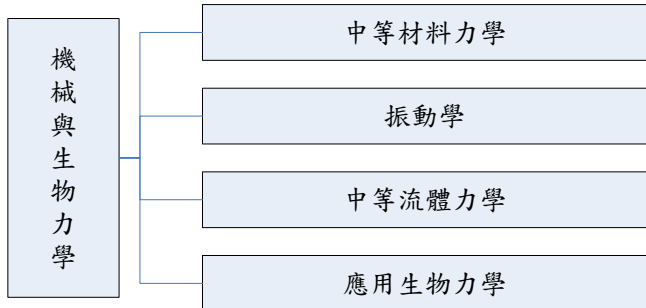 機械與生物力學
中等材料力學
振動學
中等流體力學
應用生物力學